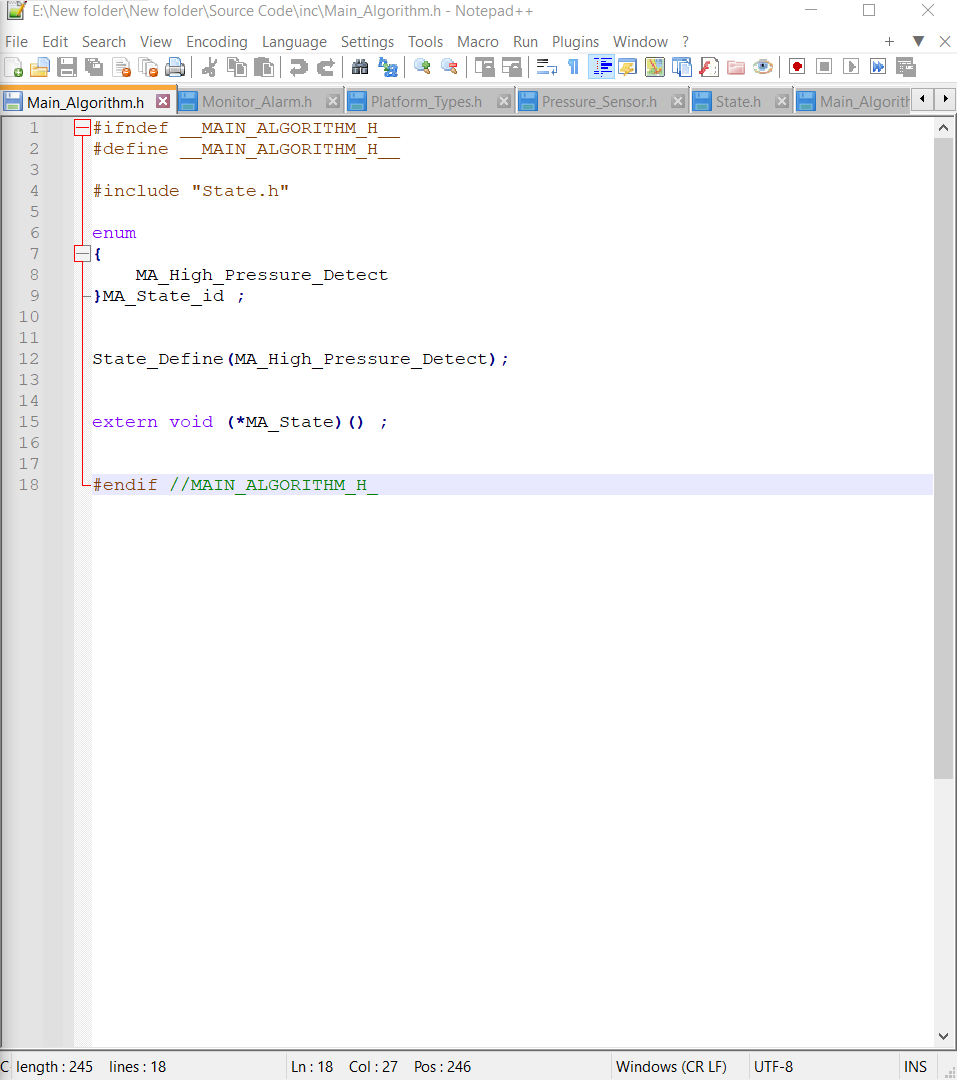 E:\New folder\New folder\Source Code\inc\Main_Algorithm.h - Notepad++
File Edit Search View Encoding Language Settings Tools Macro Run Plugins Window ?
Main_Algorithm.h Monitor_Alarm.h Platform_Types.h Pressure_Sensor.h State.h Main_Algorith
1 #ifndef __MAIN_ALGORITHM_H__
2 #define __MAIN_ALGORITHM_H__
3
4 #include "State.h"
5
6 enum
7 {
8 MA_High_Pressure_Detect
9 }MA_State_id ;
10
11
12 State_Define(MA_High_Pressure_Detect);
13
14
15 extern void (*MA_State)() ;
16
17
18 #endif //MAIN_ALGORITHM_H_
C length : 245 lines : 18 Ln : 18 Col : 27 Pos : 246 Windows (CR LF) UTF-8 INS